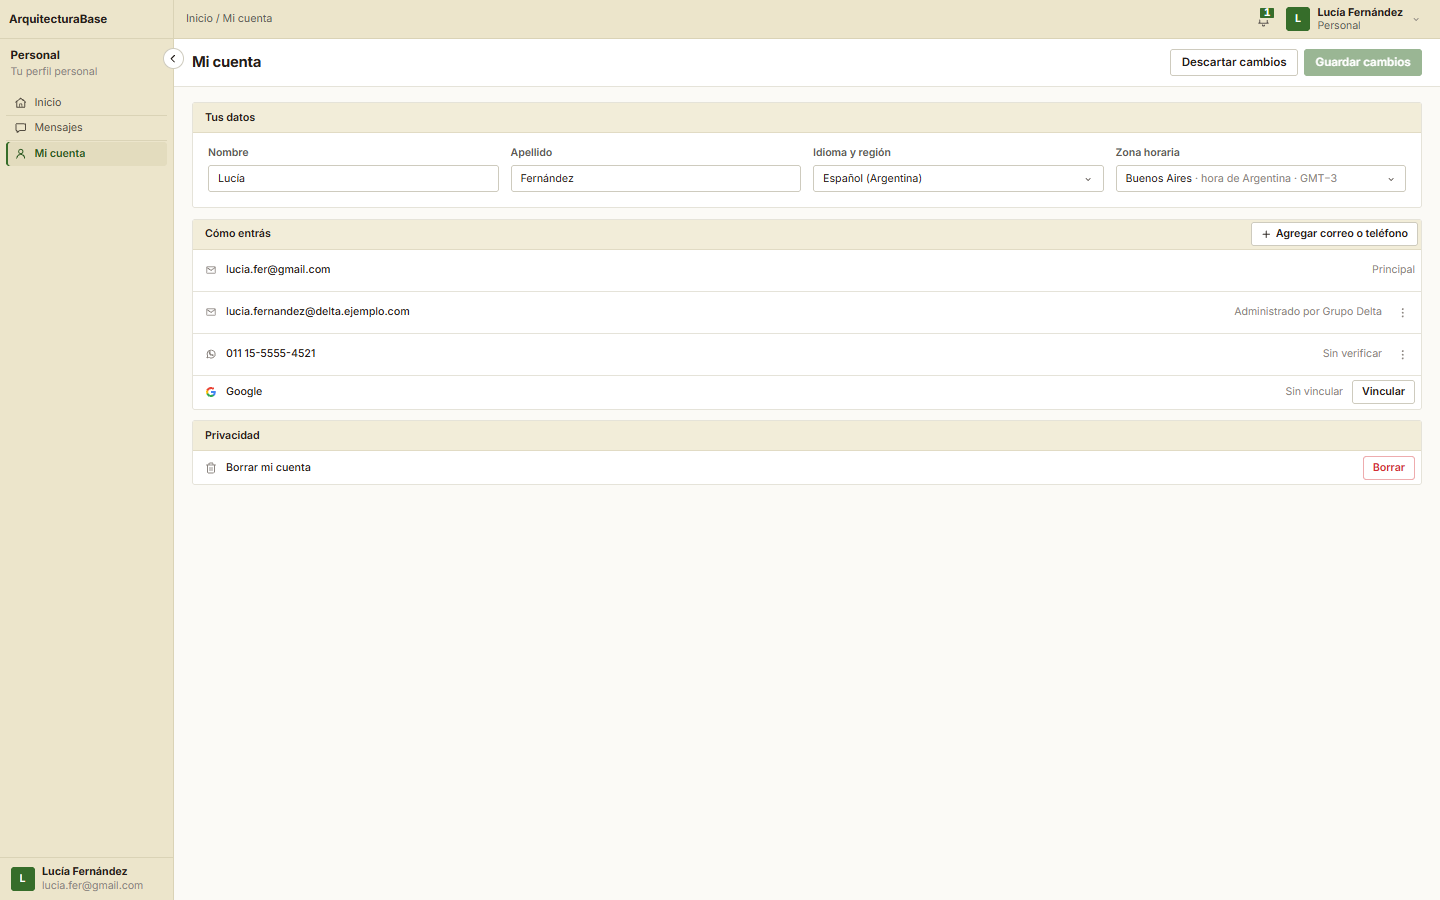 ArquitecturaBase
Inicio / Mi cuenta
1
L
Lucía Fernández
Personal
Personal
Tu perfil personal
Inicio
Mensajes
Mi cuenta
Mi cuenta
Descartar cambios
Guardar cambios
Tus datos
Nombre
Apellido
Idioma y región
Zona horaria
Lucía
Fernández
Español (Argentina)
Buenos Aires · hora de Argentina · GMT−3
Cómo entrás
Agregar correo o teléfono
lucia.fer@gmail.com
Principal
lucia.fernandez@delta.ejemplo.com
Administrado por Grupo Delta
011 15-5555-4521
Sin verificar
Google
Sin vincular
Vincular
Privacidad
Borrar mi cuenta
Borrar
L
Lucía Fernández
lucia.fer@gmail.com